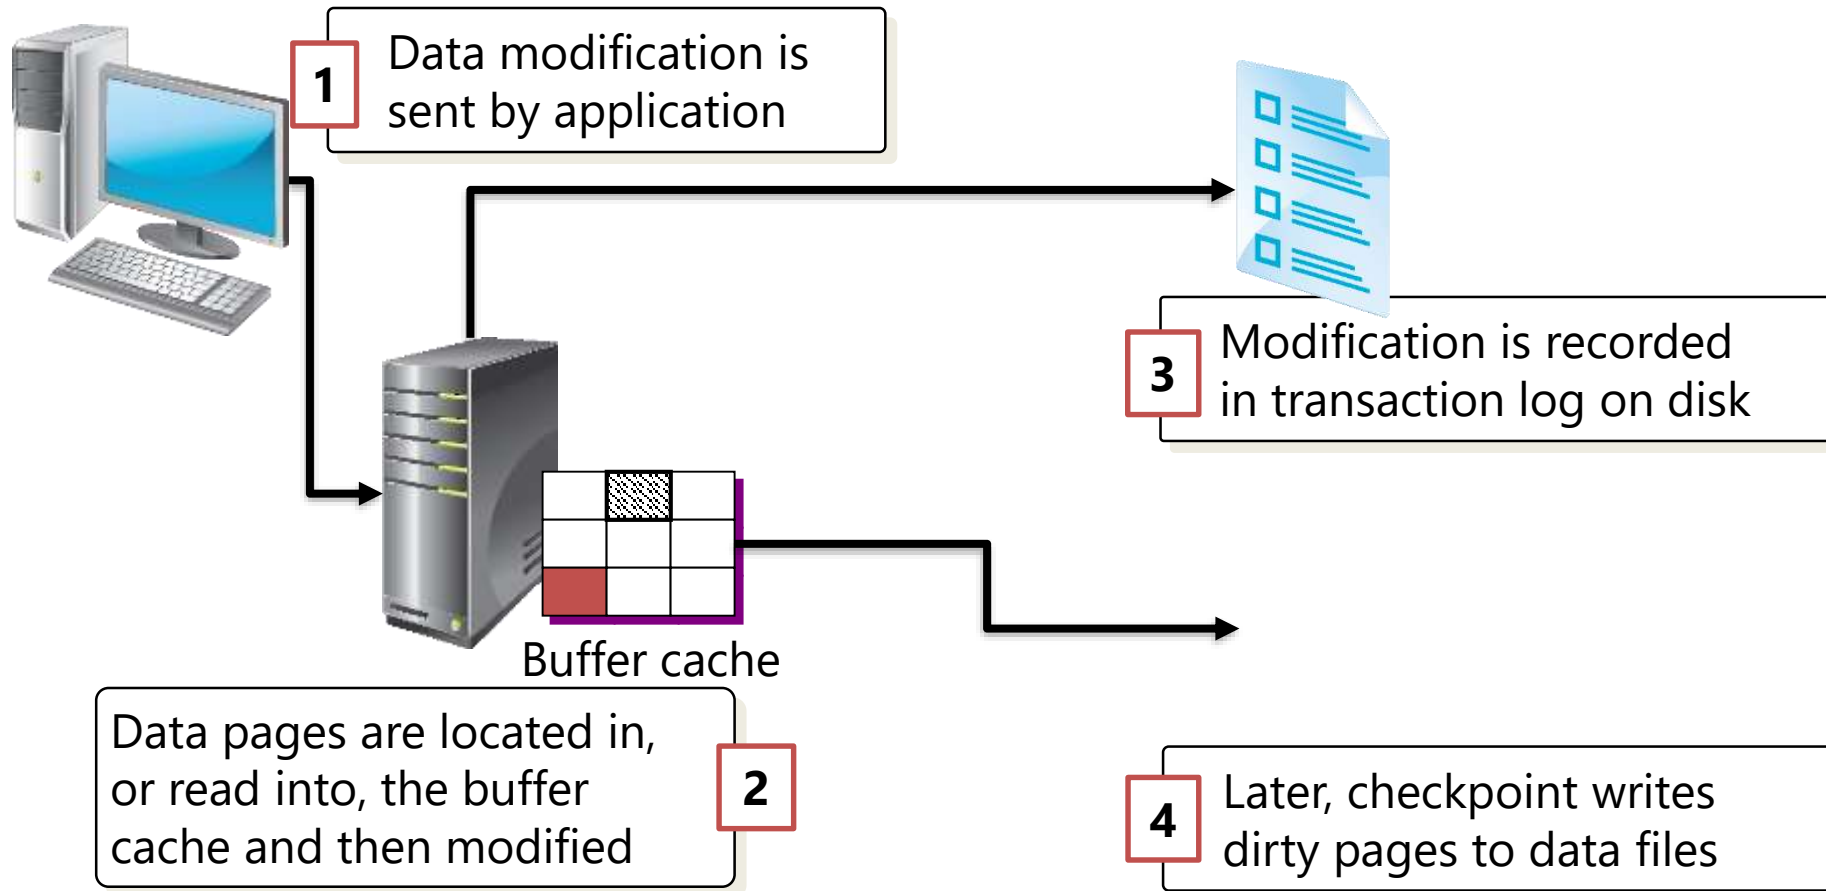 1
Data modification is
sent by application
3
Modification is recorded
in transaction log on disk
Buffer cache
Data pages are located in,
or read into, the buffer
cache and then modified
2
4
Later, checkpoint writes
dirty pages to data files